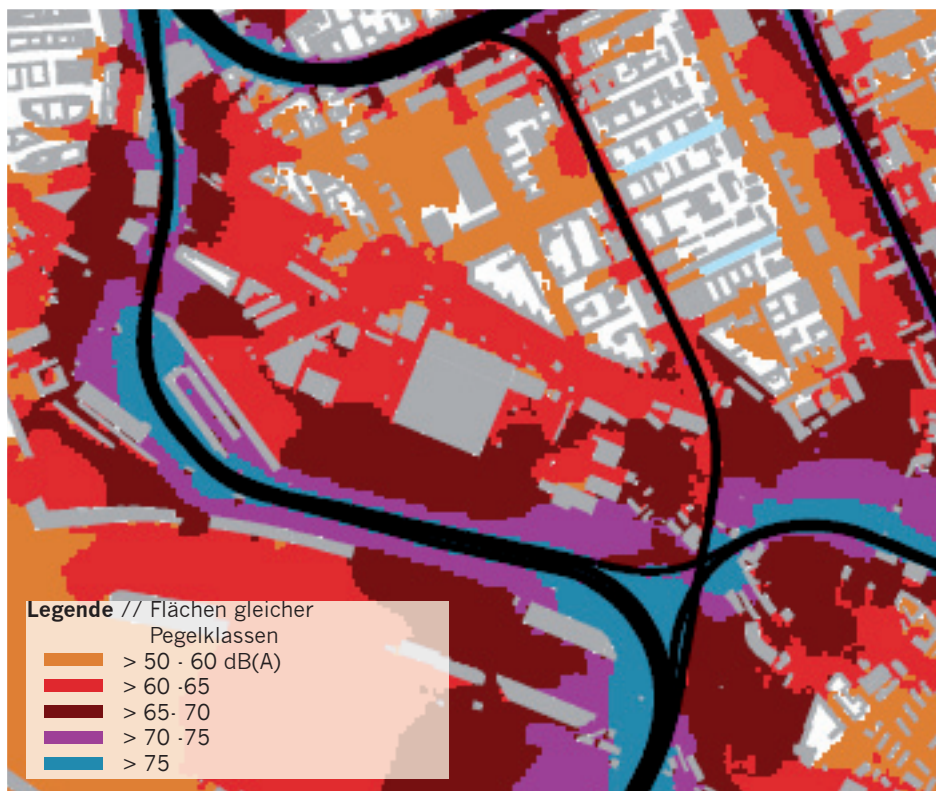 Legende // Flächen gleicher
Pegelklassen
> 50 - 60 dB(A)
> 60 -65
> 65- 70
> 70 -75
> 75